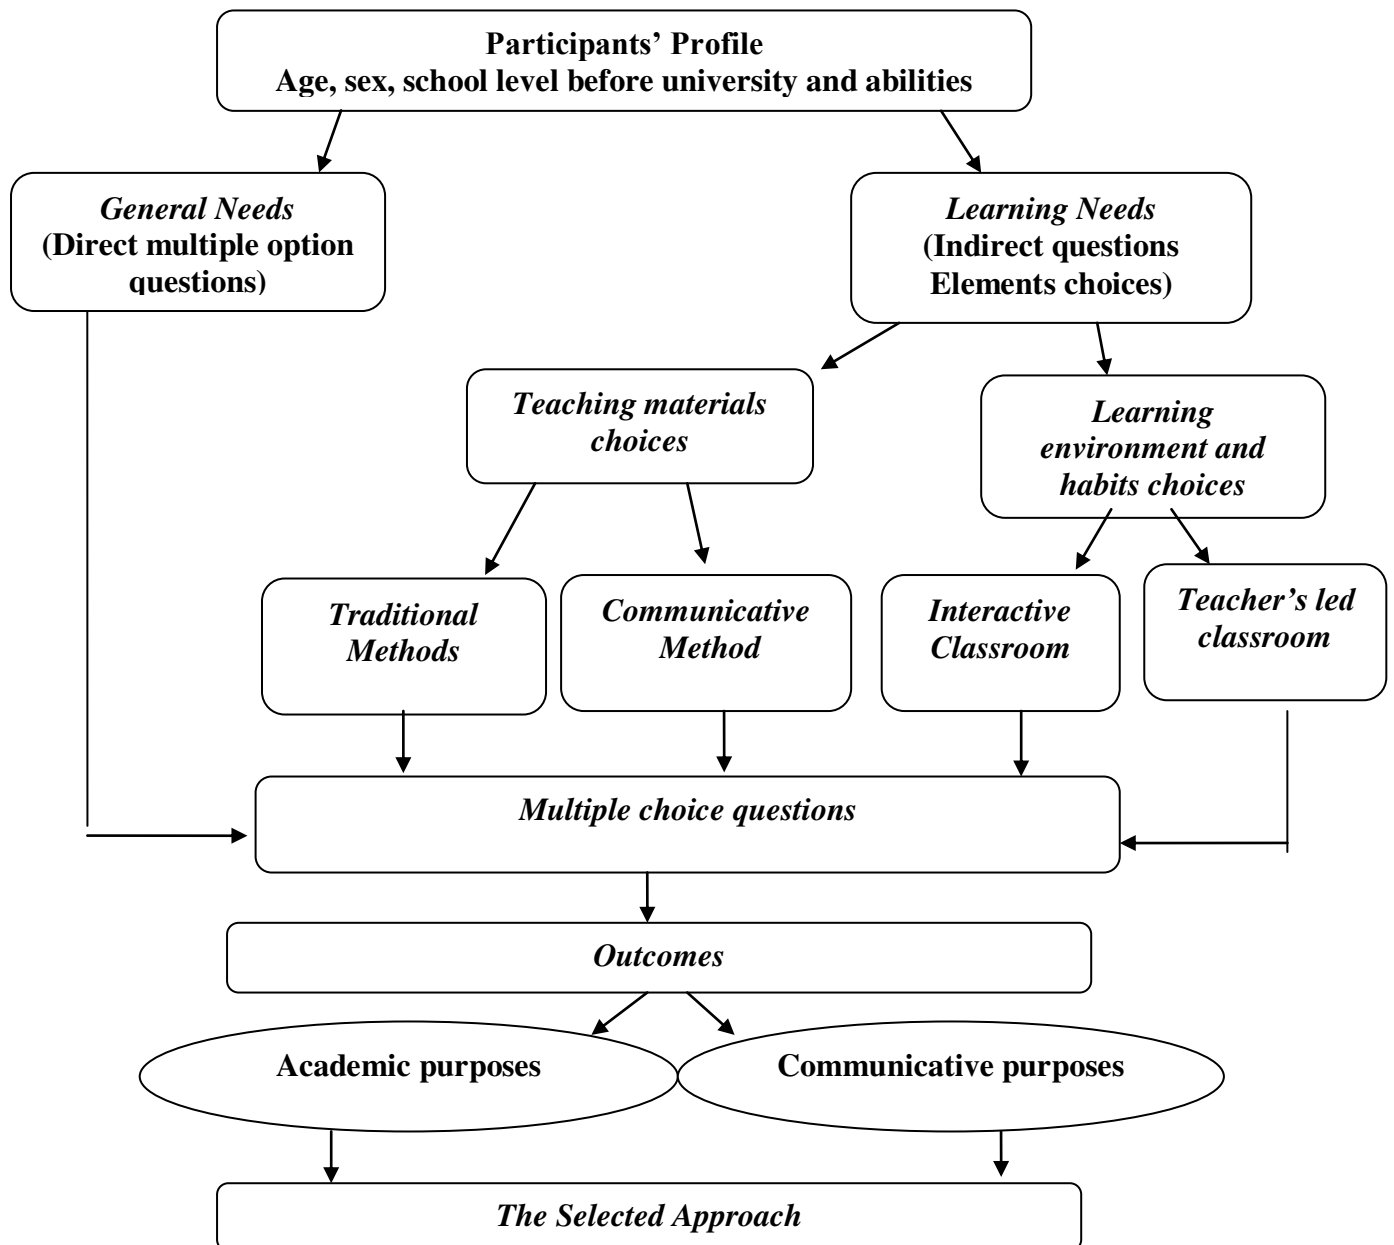 Participants’ Profile
Age, sex, school level before university and abilities
General Needs
(Direct multiple option
questions)
Learning Needs
(Indirect questions
Elements choices)
Teaching materials
choices
Learning
environment and
habits choices
Traditional
Methods
Communicative
Method
Interactive
Classroom
Teacher’s led
classroom
Multiple choice questions
Outcomes
Academic purposes
Communicative purposes
The Selected Approach